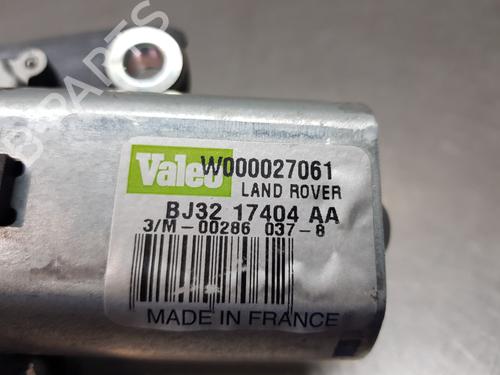 Valeo W000027061
LAND ROVER
BJ32 17404 AA
3/M-00286 037-8
MADE IN FRANCE
B-PARTS